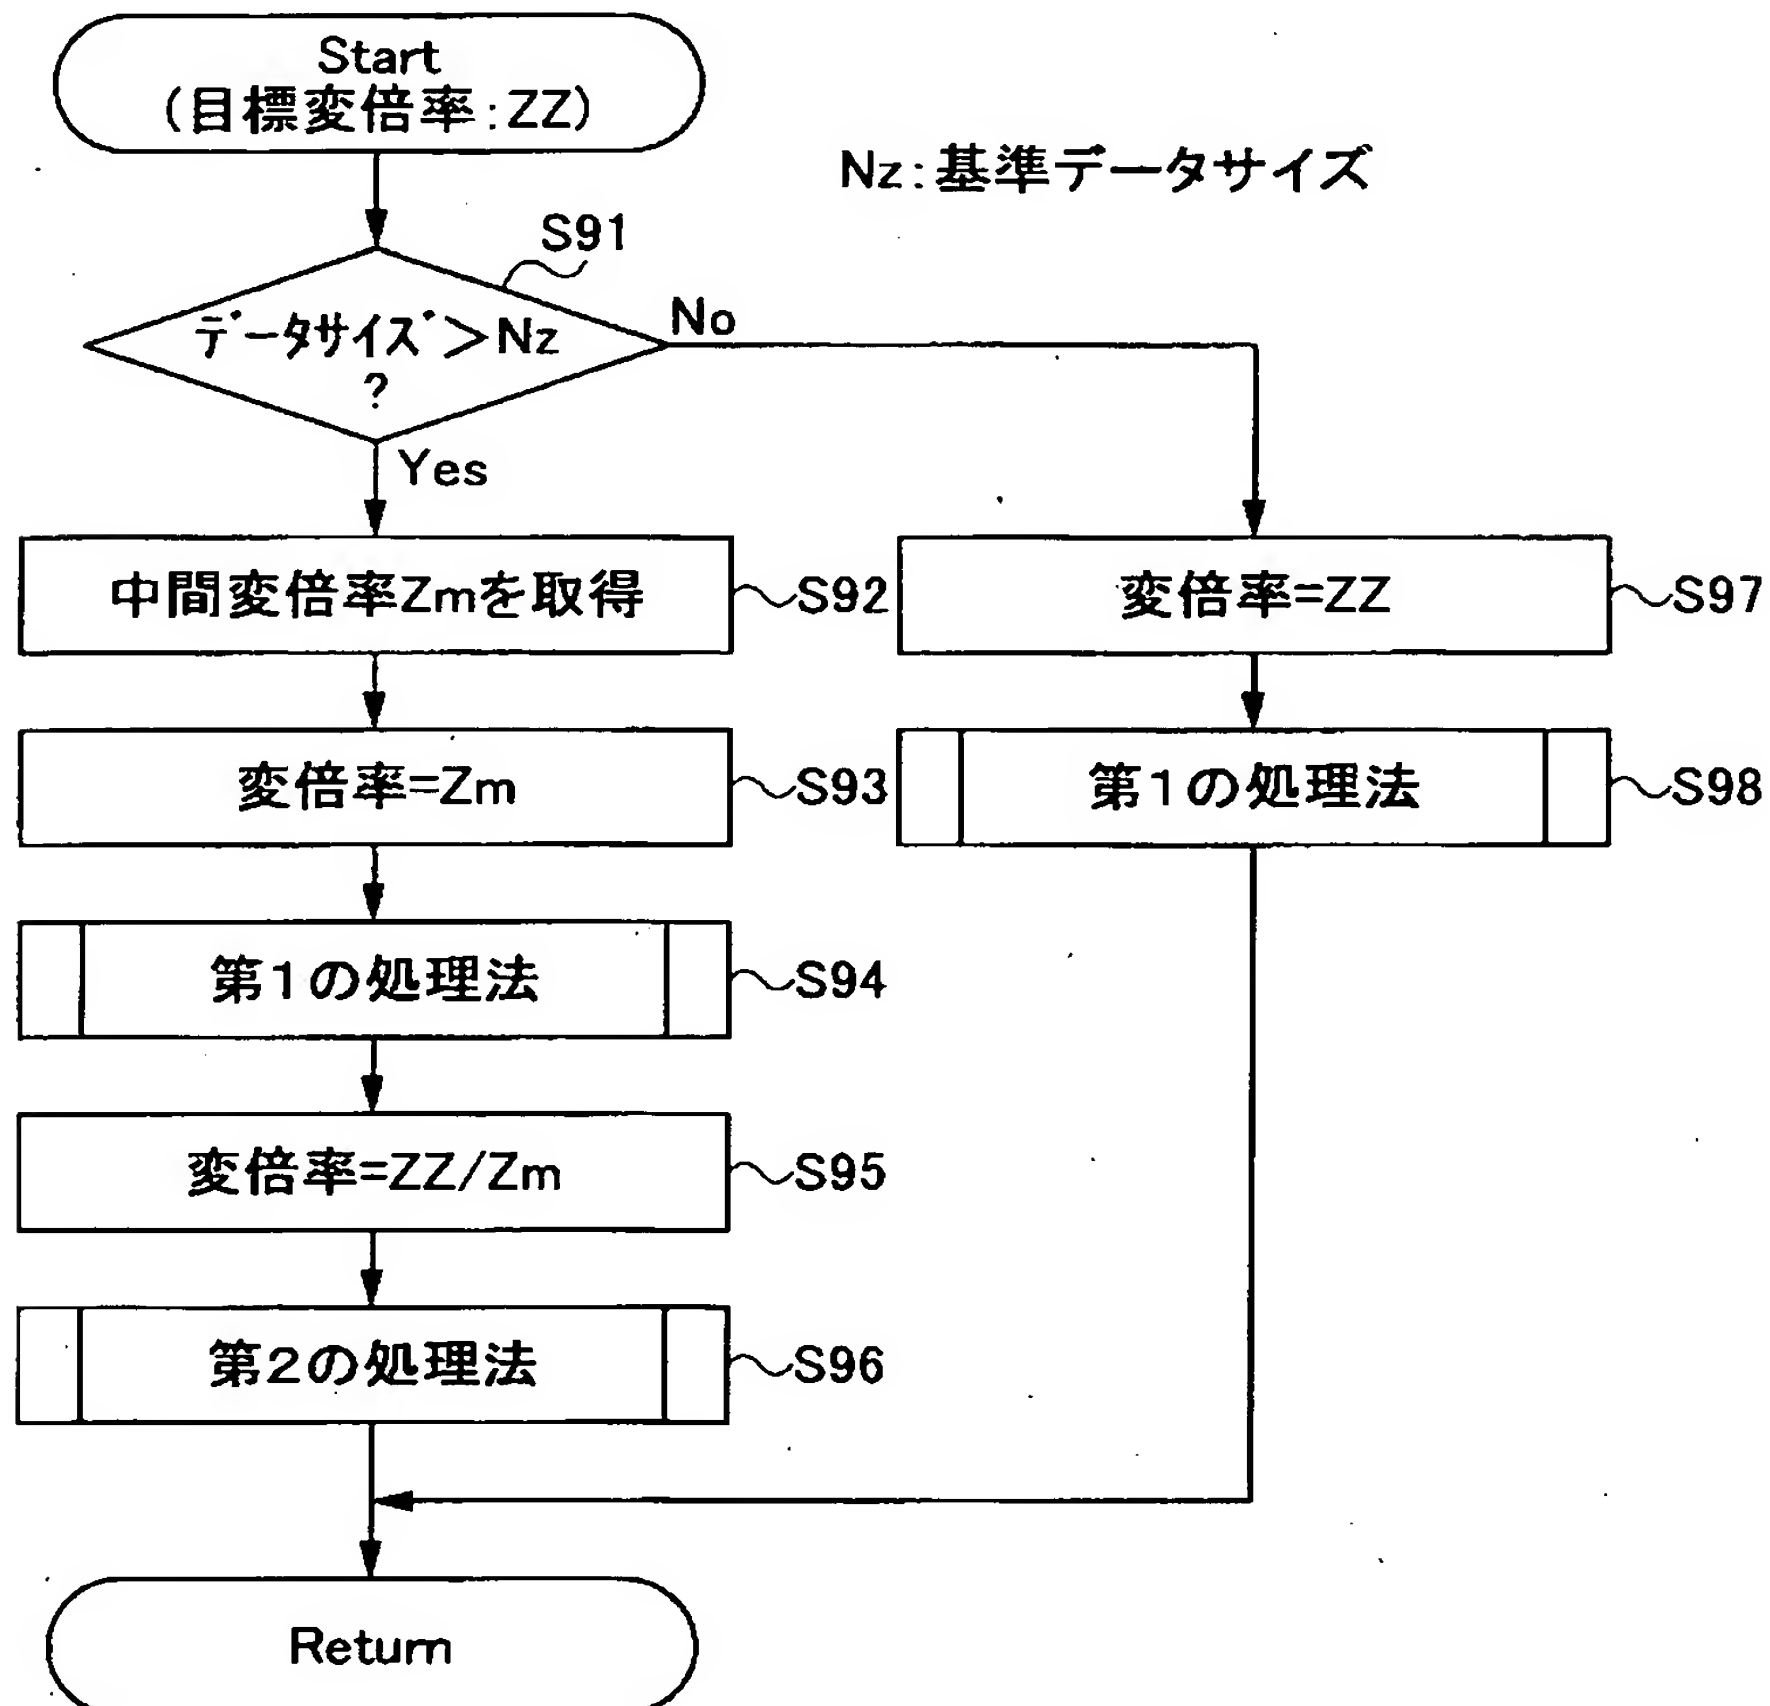 Start
(目標変倍率:ZZ)
Nz:基準データサイズ
S91
データサイズ>Nz
?
No
Yes
中間変倍率Zmを取得
S92
変倍率=ZZ
S97
変倍率=Zm
S93
第1の処理法
S98
第1の処理法
S94
変倍率=ZZ/Zm
S95
第2の処理法
S96
Return